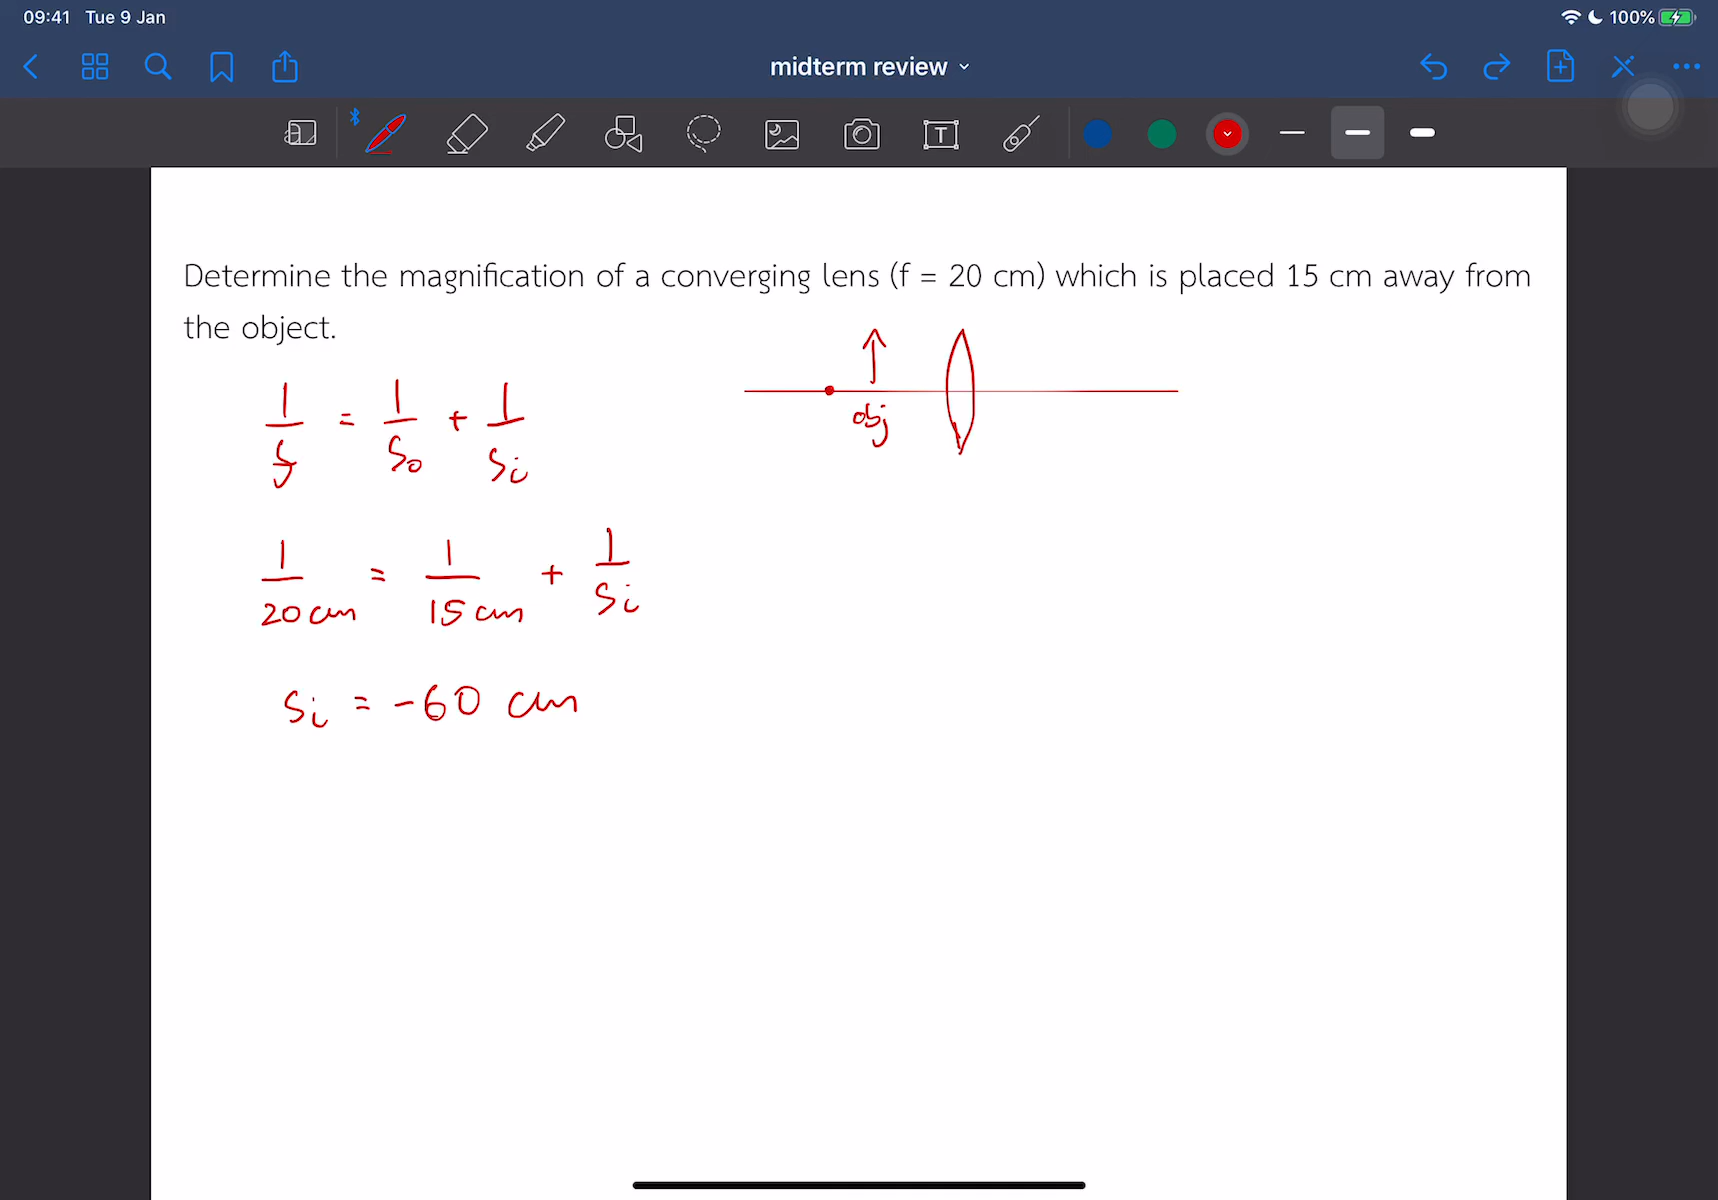 09:41 Tue 9 Jan 100%
midterm review
T
Determine the magnification of a converging lens (f = 20 cm) which is placed 15 cm away from
the object.
obj
1/f = 1/So + 1/Si
1/20 cm = 1/15 cm + 1/Si
Si = -60 cm